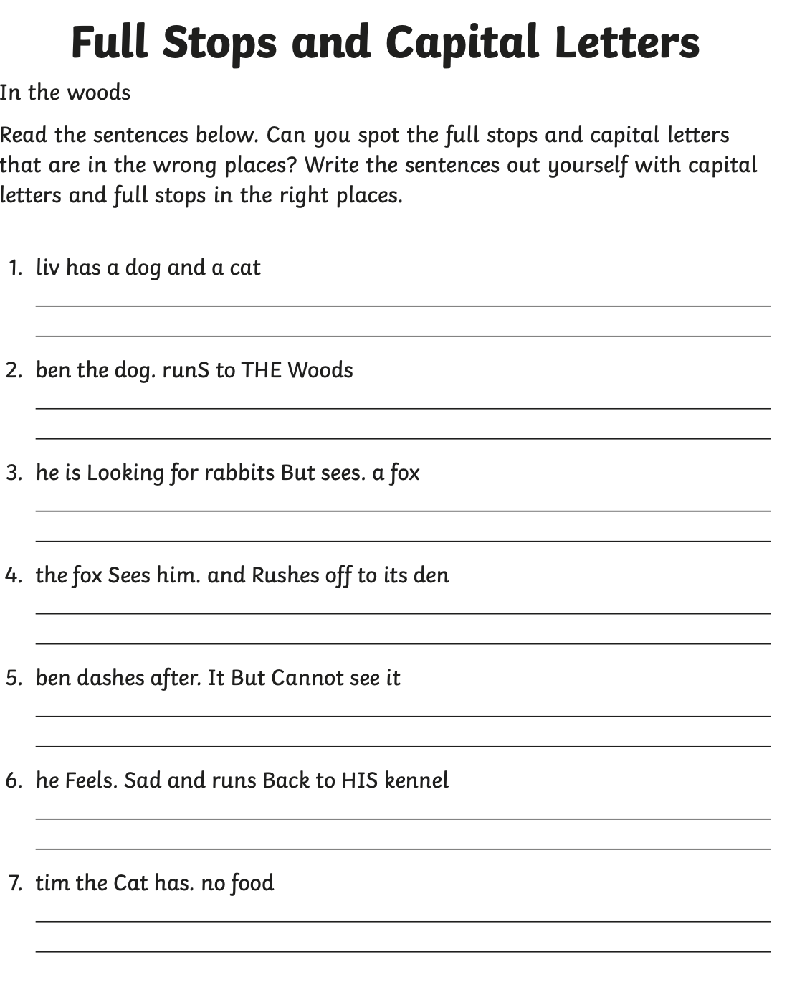 Full Stops and Capital Letters
In the woods
Read the sentences below. Can you spot the full stops and capital letters
that are in the wrong places? Write the sentences out yourself with capital
letters and full stops in the right places.
1. liv has a dog and a cat
2. ben the dog. runS to THE Woods
3. he is Looking for rabbits But sees. a fox
4. the fox Sees him. and Rushes off to its den
5. ben dashes after. It But Cannot see it
6. he Feels. Sad and runs Back to HIS kennel
7. tim the Cat has. no food